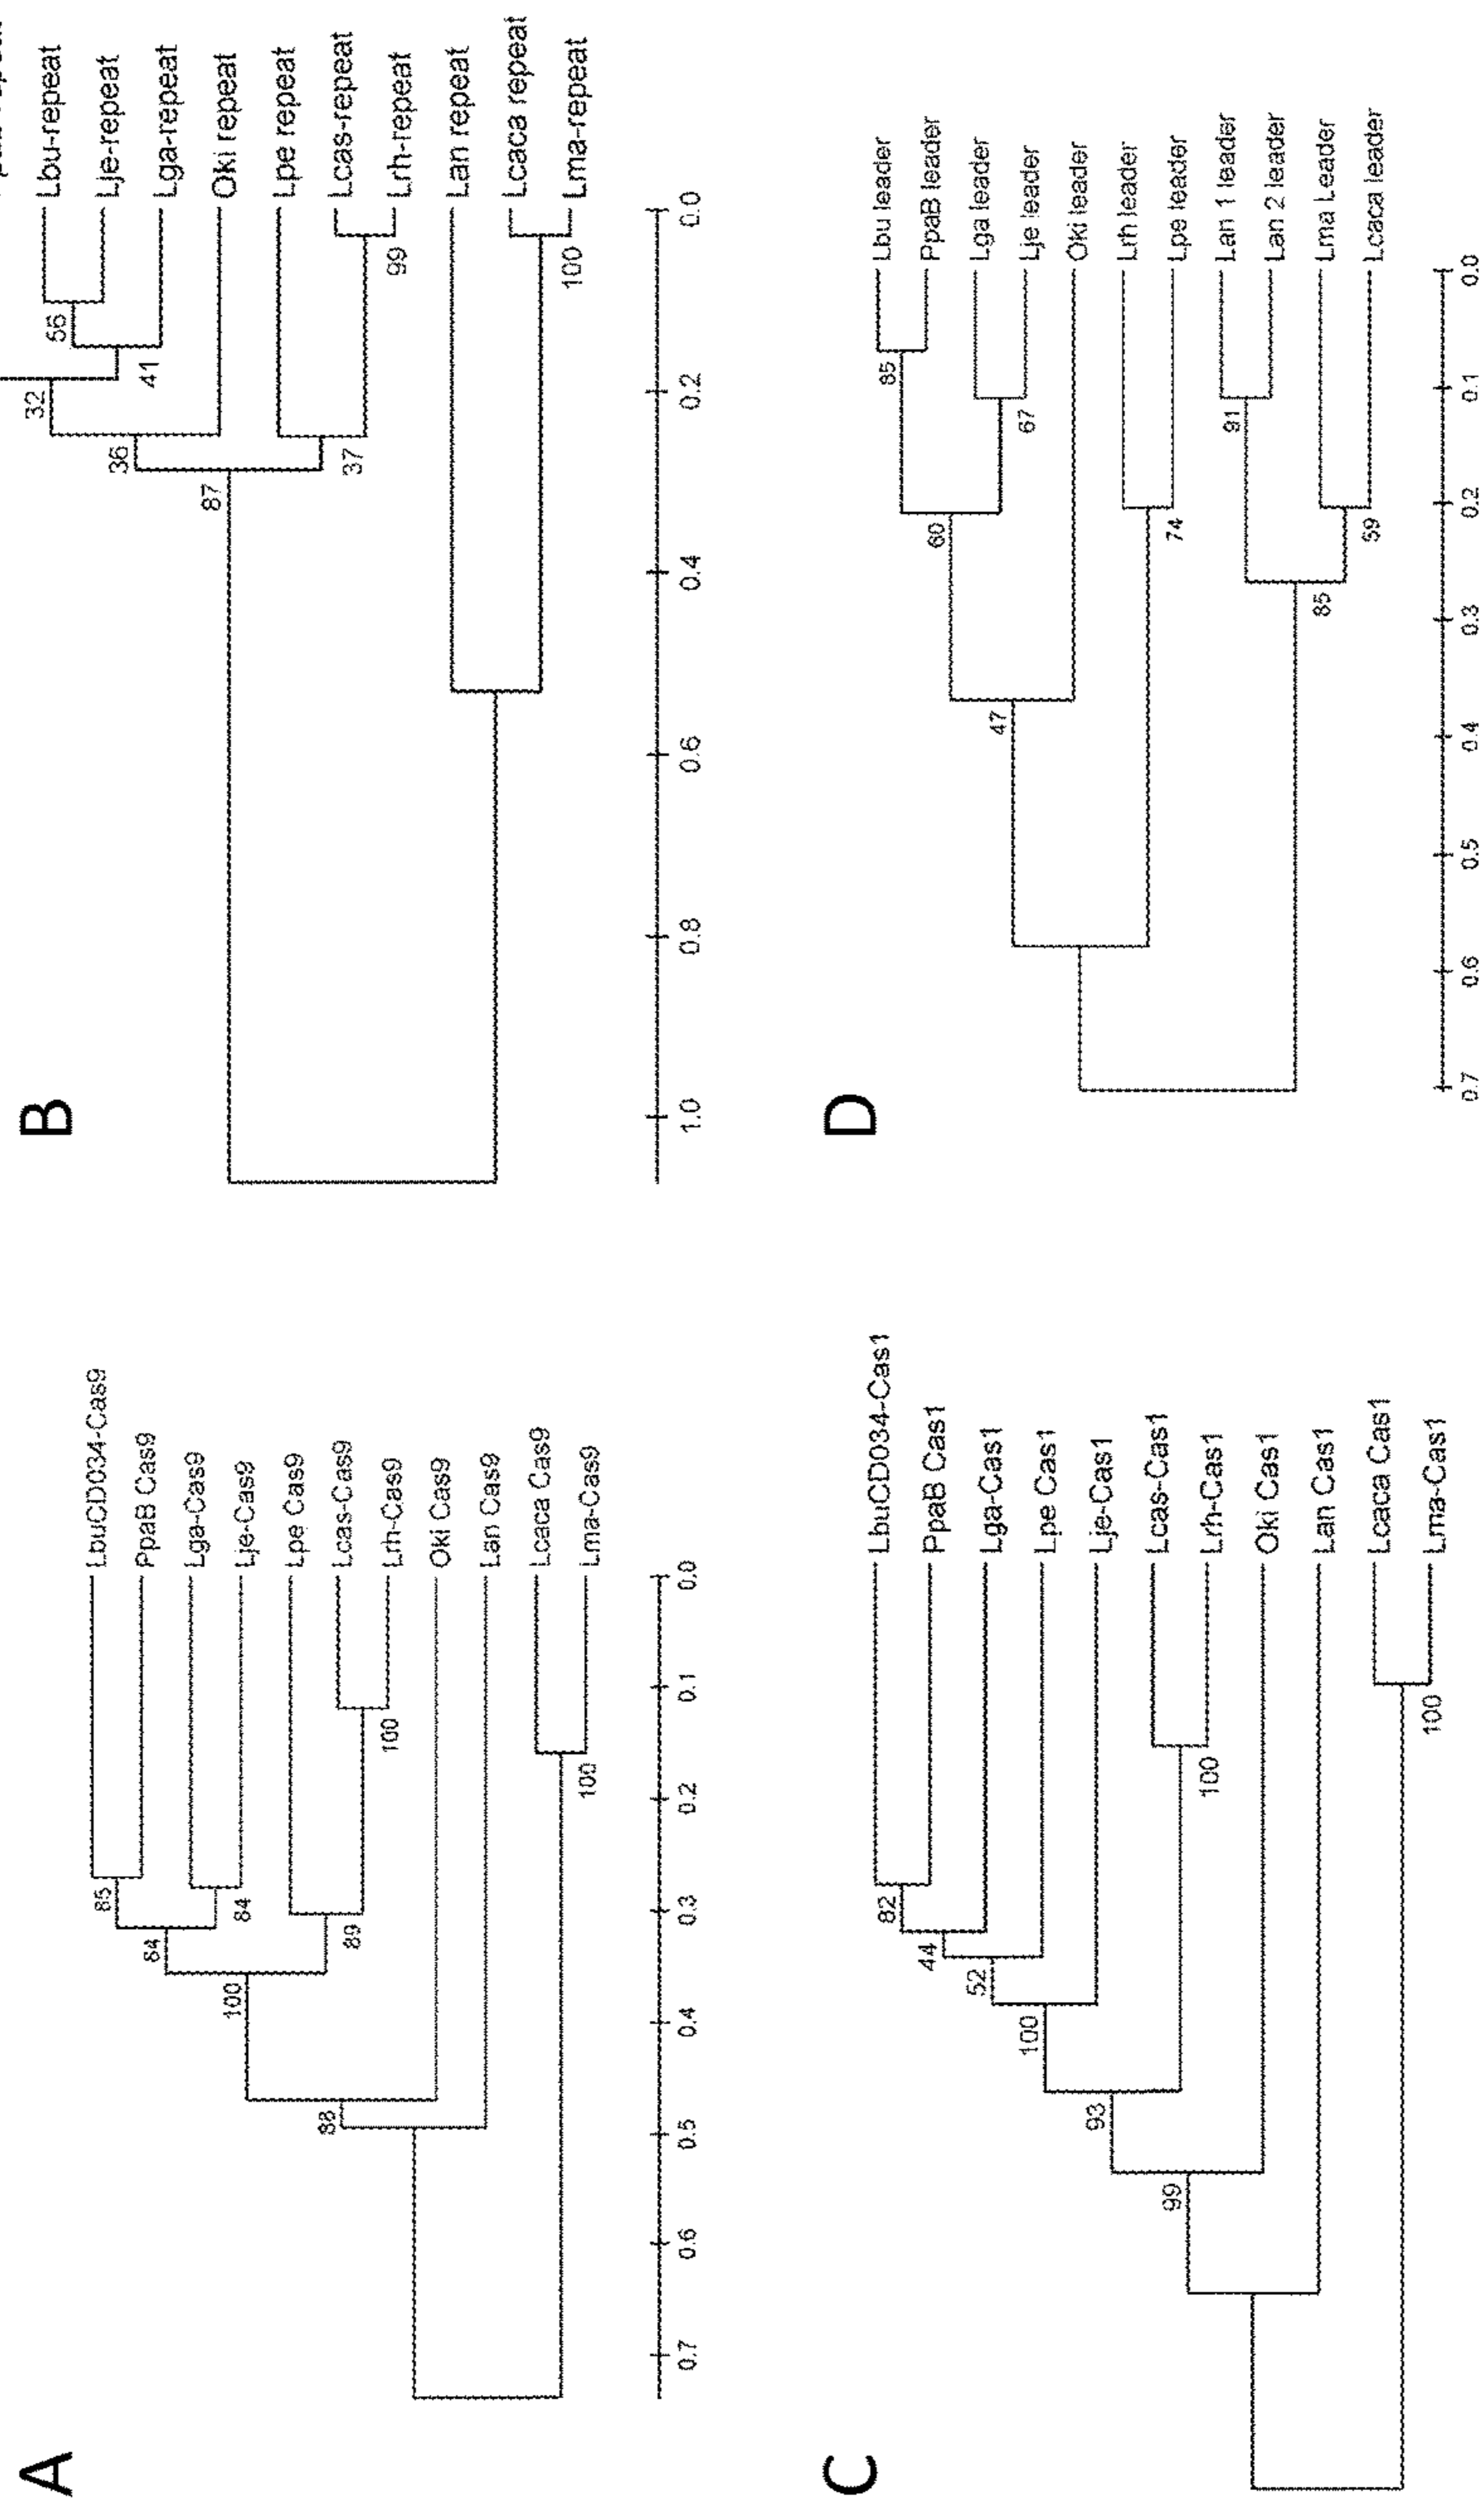 A
LbuCD034-Cas9
PpaB Cas9
Lga-Cas9
Lje-Cas9
Lpe Cas9
Lcas-Cas9
Lrh-Cas9
Oki Cas9
Lan Cas9
Lcaca Cas9
Lma-Cas9
85
84
84
100
89
100
88
100
0.7 0.6 0.5 0.4 0.3 0.2 0.1 0.0
B
Lbu-repeat
Lje-repeat
Lga-repeat
Oki repeat
Lpe repeat
Lcas-repeat
Lrh-repeat
Lan repeat
Lcaca repeat
Lma-repeat
32
56
41
36
87
37
99
100
1.0 0.8 0.6 0.4 0.2 0.0
C
LbuCD034-Cas1
PpaB Cas1
Lga-Cas1
Lpe Cas1
Lje-Cas1
Lcas-Cas1
Lrh-Cas1
Oki Cas1
Lan Cas1
Lcaca Cas1
Lma-Cas1
82
44
52
100
93
100
99
100
D
Lbu leader
PpaB leader
Lga leader
Lje leader
Oki leader
Lrh leader
Lpe leader
Lan 1 leader
Lan 2 leader
Lma Leader
Lcaca leader
85
60
67
47
74
91
85
59
0.7 0.6 0.5 0.4 0.3 0.2 0.1 0.0